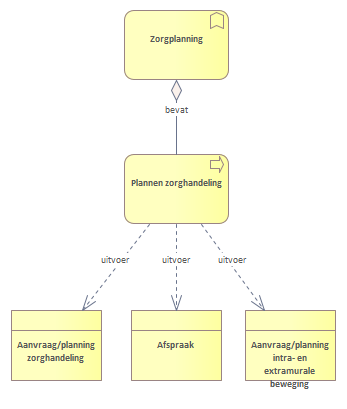 Zorgplanning
bevat
Plannen zorghandeling
uitvoer uitvoer uitvoer
Aanvraag/planning
zorghandeling
Afspraak
Aanvraag/planning
intra- en
extramurale
beweging